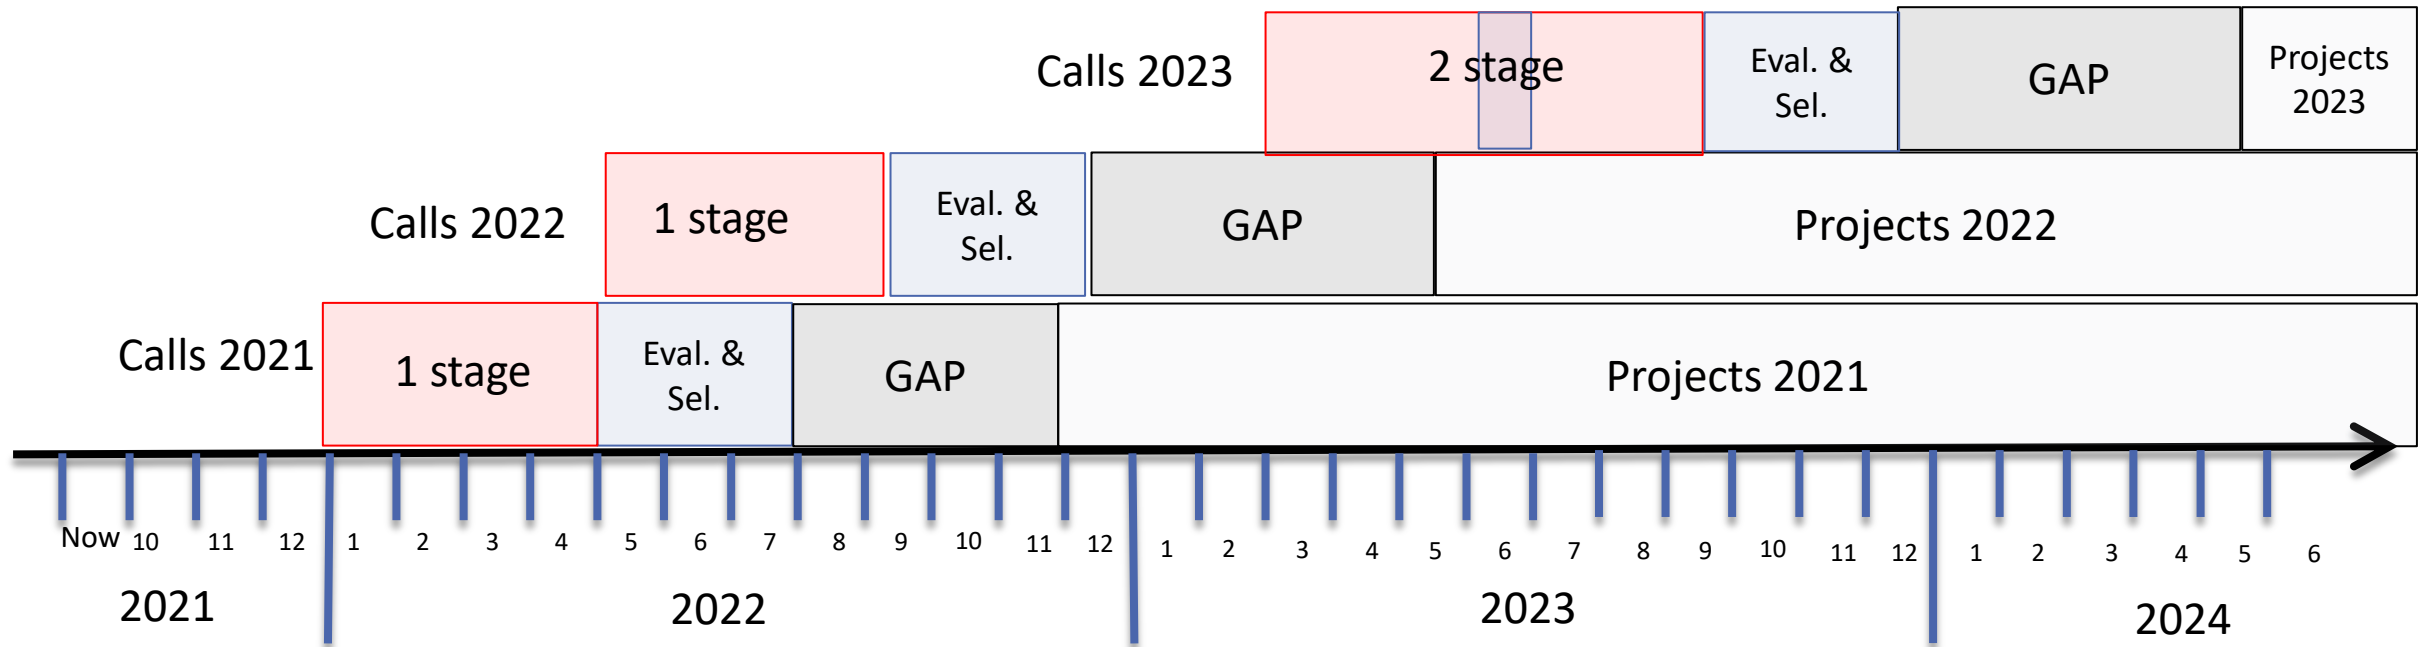 Calls 2023
2 stage
Eval. &
Sel.
GAP
Projects
2023
Calls 2022
1 stage
Eval. &
Sel.
GAP
Projects 2022
Calls 2021
1 stage
Eval. &
Sel.
GAP
Projects 2021
Now 10 11 12 1 2 3 4 5 6 7 8 9 10 11 12 1 2 3 4 5 6 7 8 9 10 11 12 1 2 3 4 5 6
2021 2022 2023 2024